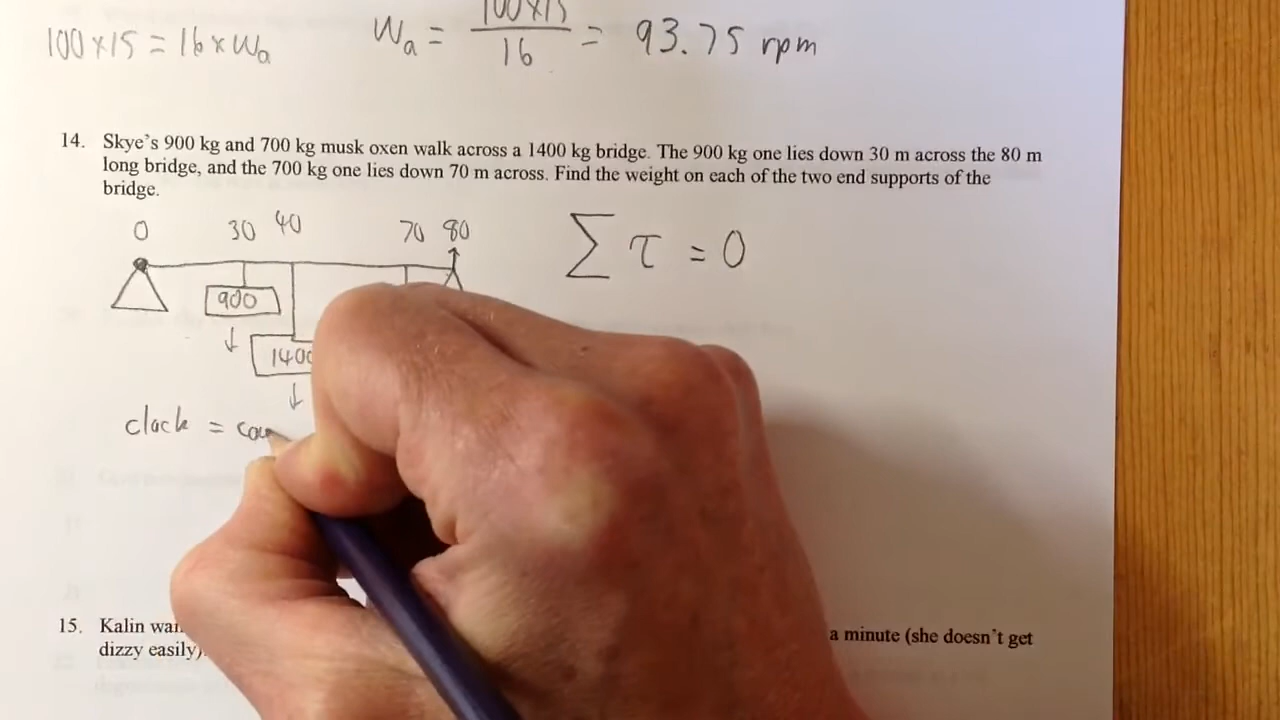 100×15 = 16×Wa
Wa = 100×15 / 16 = 93.75 rpm
14. Skye's 900 kg and 700 kg musk oxen walk across a 1400 kg bridge. The 900 kg one lies down 30 m across the 80 m
long bridge, and the 700 kg one lies down 70 m across. Find the weight on each of the two end supports of the
bridge.
0 30 40 70 80
Σ τ = 0
900
1400
clock = cou
15. Kalin
a minute (she doesn't get
dizzy easily).